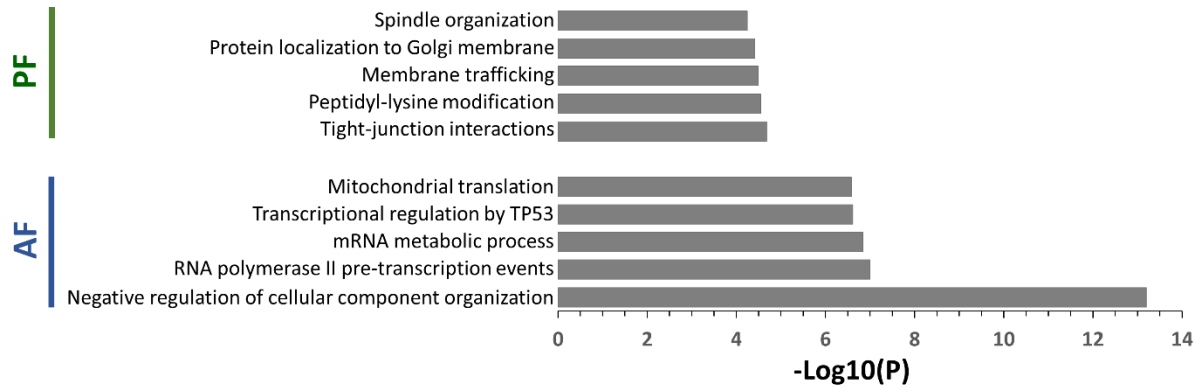 PF
Spindle organization
Protein localization to Golgi membrane
Membrane trafficking
Peptidyl-lysine modification
Tight-junction interactions
AF
Mitochondrial translation
Transcriptional regulation by TP53
mRNA metabolic process
RNA polymerase II pre-transcription events
Negative regulation of cellular component organization
0 2 4 6 8 10 12 14
-Log10(P)